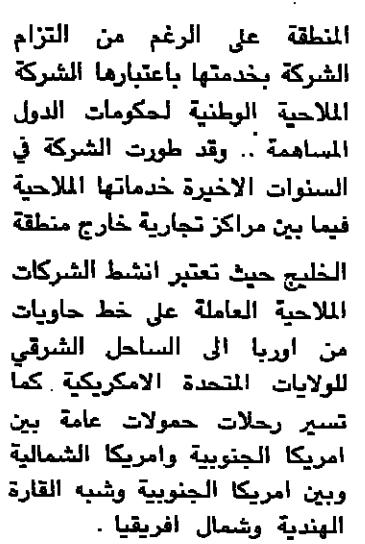 المنطقة على الرغم من التزام
الشركة بخدمتها باعتبارها الشركة
الملاحية الوطنية لحكومات الدول
المساهمة .. وقد طورت الشركة في
السنوات الاخيرة خدماتها الملاحية
فيما بين مراكز تجارية خارج منطقة
الخليج حيث تعتبر انشط الشركات
الملاحية العاملة على خط حاويات
من اوربا الى الساحل الشرقي
للولايات المتحدة الامكريكية . كما
تسير رحلات حمولات عامة بين
امريكا الجنوبية وامريكا الشمالية
وبين امريكا الجنوبية وشبه القارة
الهندية وشمال افريقيا .